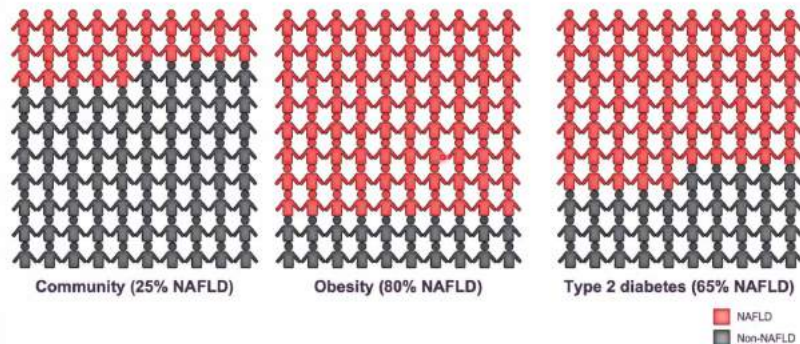 Community (25% NAFLD)
Obesity (80% NAFLD)
Type 2 diabetes (65% NAFLD)
NAFLD
Non-NAFLD